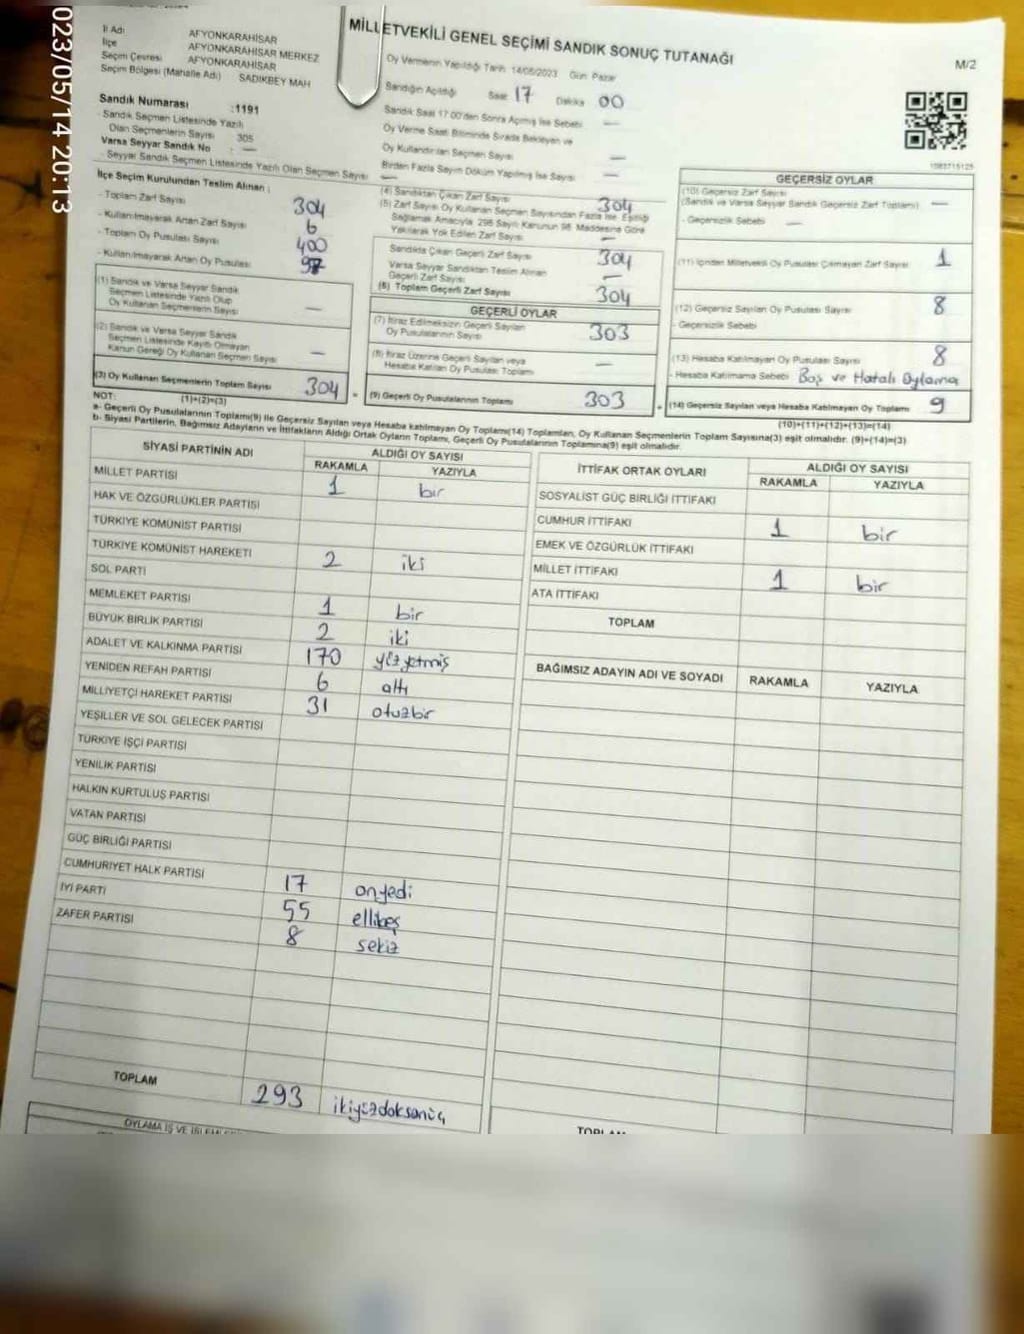 023/05/14 20:13
MİLLETVEKİLİ GENEL SEÇİMİ SANDIK SONUÇ TUTANAĞI
M/2
İl Adı AFYONKARAHİSAR
İlçe AFYONKARAHİSAR MERKEZ
Seçim Çevresi AFYONKARAHİSAR
Seçim Bölgesi (Mahalle Adı) SADIKBEY MAH
Oy Vermenin Yapıldığı Tarih 14/05/2023 Gün Pazar
Sandığın Açıldığı Saat 17 Dakika 00
Sandık Saat 17.00'den Sonra Açılmış İse Sebebi —
Oy Verme Saati Bitiminde Sırada Bekleyen ve
Oy Kullandırılan Seçmen Sayısı —
Birden Fazla Sayım Döküm Yapılmış İse Sayısı —
Sandık Numarası :1191
- Sandık Seçmen Listesinde Yazılı
Olan Seçmenlerin Sayısı 305
Varsa Seyyar Sandık No : —
- Seyyar Sandık Seçmen Listesinde Yazılı Olan Seçmen Sayısı —
1083715125
İlçe Seçim Kurulundan Teslim Alınan :
- Toplam Zarf Sayısı 304
- Kullanılmayarak Artan Zarf Sayısı 6
- Toplam Oy Pusulası Sayısı 400
- Kullanılmayarak Artan Oy Pusulası 97
(1) Sandık ve Varsa Seyyar Sandık
Seçmen Listesinde Yazılı Olup
Oy Kullanan Seçmenlerin Sayısı —
(2) Sandık ve Varsa Seyyar Sandık
Seçmen Listesinde Kayıtlı Olmayan
Kanun Gereği Oy Kullanan Seçmen Sayısı —
(3) Oy Kullanan Seçmenlerin Toplam Sayısı 304
(1)+(2)=(3)
(4) Sandıktan Çıkan Zarf Sayısı 304
(5) Zarf Sayısı Oy Kullanan Seçmen Sayısından Fazla İse, Eşitliği
Sağlamak Amacıyla 298 Sayılı Kanunun 98. Maddesine Göre
Yakılarak Yok Edilen Zarf Sayısı —
Sandıkta Çıkan Geçerli Zarf Sayısı 304
Varsa Seyyar Sandıktan Teslim Alınan
Geçerli Zarf Sayısı —
(6) Toplam Geçerli Zarf Sayısı 304
GEÇERLİ OYLAR
(7) İtiraz Edilmeksizin Geçerli Sayılan
Oy Pusulalarının Sayısı 303
(8) İtiraz Üzerine Geçerli Sayılan veya
Hesaba Katılan Oy Pusulaları Toplamı —
= (9) Geçerli Oy Pusulalarının Toplamı 303
GEÇERSİZ OYLAR
(10) Geçersiz Zarf Sayısı
(Sandık ve Varsa Seyyar Sandık Geçersiz Zarf Toplamı) —
- Geçersizlik Sebebi —
(11) İçinden Milletvekili Oy Pusulası Çıkmayan Zarf Sayısı 1
(12) Geçersiz Sayılan Oy Pusulası Sayısı 8
- Geçersizlik Sebebi
(13) Hesaba Katılmayan Oy Pusulası Sayısı 8
- Hesaba Katılmama Sebebi Boş ve Hatalı Oylama
+ (14) Geçersiz Sayılan veya Hesaba Katılmayan Oy Toplamı 9
(10)+(11)+(12)+(13)=(14)
NOT:
a- Geçerli Oy Pusulalarının Toplamı(9) ile Geçersiz Sayılan veya Hesaba Katılmayan Oy Toplamı(14) Toplamları, Oy Kullanan Seçmenlerin Toplam Sayısına(3) eşit olmalıdır. (9)+(14)=(3)
b- Siyasi Partilerin, Bağımsız Adayların ve İttifakların Aldığı Ortak Oyların Toplamı, Geçerli Oy Pusulalarının Toplamına(9) eşit olmalıdır.
SİYASİ PARTİNİN ADI ALDIĞI OY SAYISI
RAKAMLA YAZIYLA
MİLLET PARTİSİ 1 bir
HAK VE ÖZGÜRLÜKLER PARTİSİ
TÜRKİYE KOMÜNİST PARTİSİ
TÜRKİYE KOMÜNİST HAREKETİ 2 iki
SOL PARTİ
MEMLEKET PARTİSİ 1 bir
BÜYÜK BİRLİK PARTİSİ 2 iki
ADALET VE KALKINMA PARTİSİ 170 yüzyetmiş
YENİDEN REFAH PARTİSİ 6 altı
MİLLİYETÇİ HAREKET PARTİSİ 31 otuzbir
YEŞİLLER VE SOL GELECEK PARTİSİ
TÜRKİYE İŞÇİ PARTİSİ
YENİLİK PARTİSİ
HALKIN KURTULUŞ PARTİSİ
VATAN PARTİSİ
GÜÇ BİRLİĞİ PARTİSİ
CUMHURİYET HALK PARTİSİ 17 onyedi
İYİ PARTİ 55 ellibeş
ZAFER PARTİSİ 8 sekiz
TOPLAM 293 ikiyüzdoksanüç
İTTİFAK ORTAK OYLARI ALDIĞI OY SAYISI
RAKAMLA YAZIYLA
SOSYALİST GÜÇ BİRLİĞİ İTTİFAKI
CUMHUR İTTİFAKI 1 bir
EMEK VE ÖZGÜRLÜK İTTİFAKI
MİLLET İTTİFAKI 1 bir
ATA İTTİFAKI
TOPLAM
BAĞIMSIZ ADAYIN ADI VE SOYADI RAKAMLA YAZIYLA
TOPLAM
OYLAMA İŞ VE İŞLEM